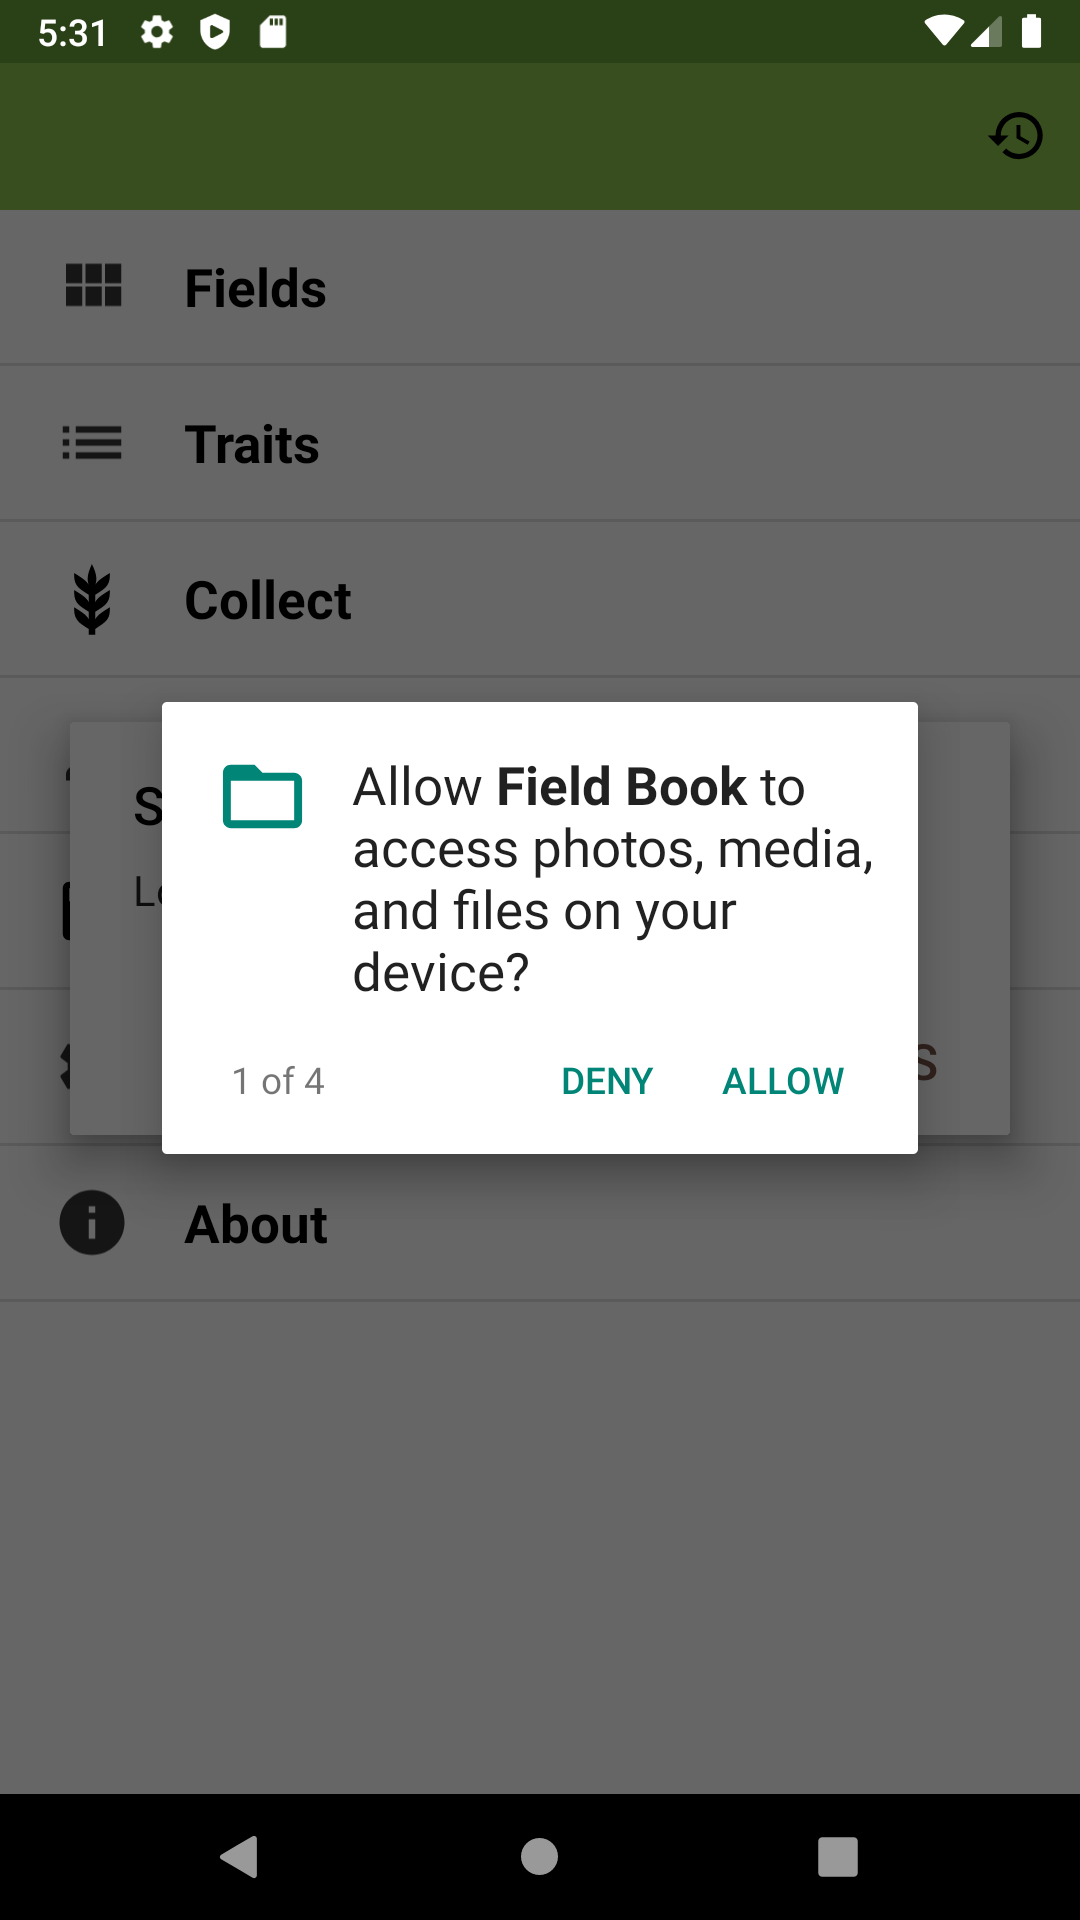 5:31
Fields
Traits
Collect
Allow Field Book to
access photos, media,
and files on your
device?
1 of 4
DENY
ALLOW
About